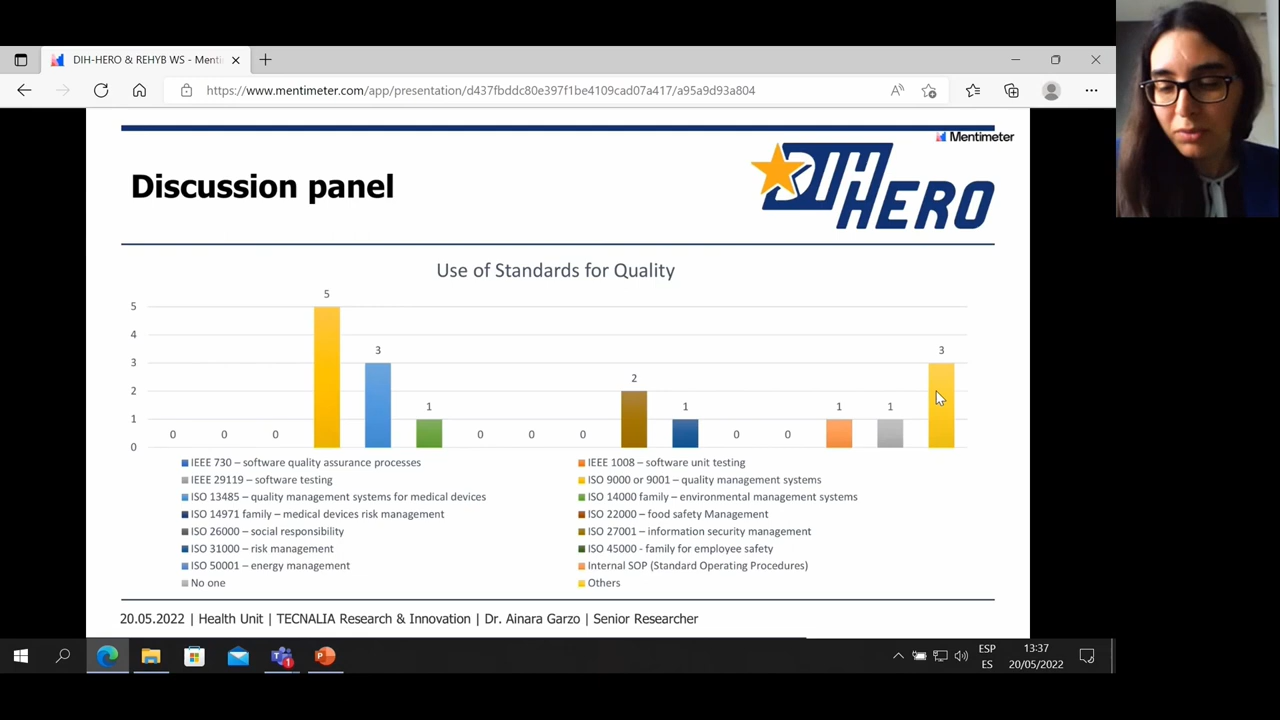 DIH-HERO & REHYB WS - Menti
https://www.mentimeter.com/app/presentation/d437fbddc80e397f1be4109cad07a417/a95a9d93a804
Mentimeter
Discussion panel
DIH
HERO
Use of Standards for Quality
5
4
3
2
1
0
0 0 0 5 3 1 0 0 0 2 1 0 0 1 1 3
IEEE 730 – software quality assurance processes
IEEE 1008 – software unit testing
IEEE 29119 – software testing
ISO 9000 or 9001 – quality management systems
ISO 13485 – quality management systems for medical devices
ISO 14000 family – environmental management systems
ISO 14971 family – medical devices risk management
ISO 22000 – food safety Management
ISO 26000 – social responsibility
ISO 27001 – information security management
ISO 31000 – risk management
ISO 45000 - family for employee safety
ISO 50001 – energy management
Internal SOP (Standard Operating Procedures)
No one
Others
20.05.2022 | Health Unit | TECNALIA Research & Innovation | Dr. Ainara Garzo | Senior Researcher
1
ESP
ES
13:37
20/05/2022